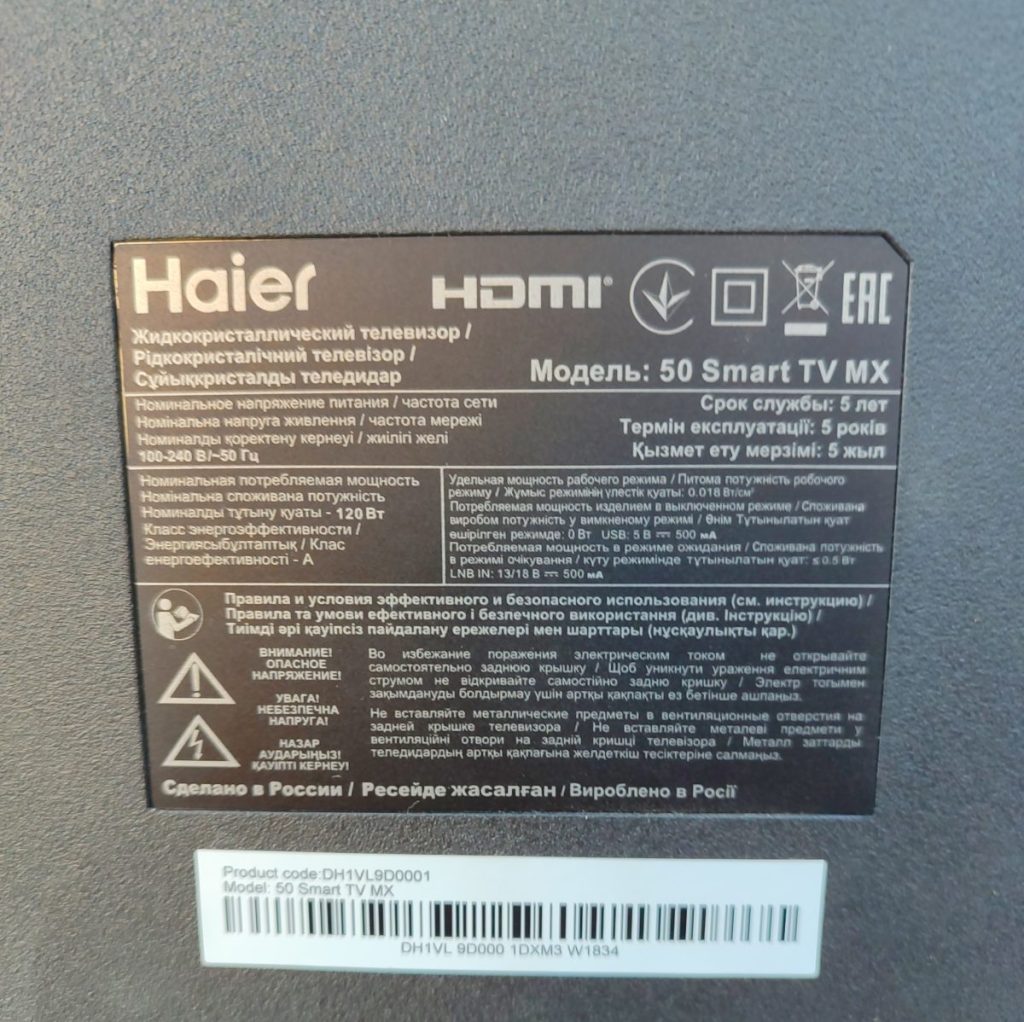 Haier
HDMI
EAC
Жидкокристаллический телевизор /
Рідкокристалічний телевізор /
Сұйыққристалды теледидар
Модель: 50 Smart TV MX
Номинальное напряжение питания / частота сети
Номінальна напруга живлення / частота мережі
Номиналды қоректену кернеуі / жиілігі желі
100-240 В/~50 Гц
Срок службы: 5 лет
Термін експлуатації: 5 років
Қызмет ету мерзімі: 5 жыл
Номинальная потребляемая мощность
Номінальна споживана потужність
Номиналды тұтыну қуаты - 120 Вт
Класс энергоэффективности /
Энергиясыбұлтаптық / Клас
енергоефективності - А
Удельная мощность рабочего режима / Питома потужність робочого
режиму / Жұмыс режимінің үлестік қуаты: 0.018 Вт/см²
Потребляемая мощность изделием в выключенном режиме / Споживана
виробом потужність у вимкненому режимі / Өнім Тұтынылатын қуат
өшірілген режимде: 0 Вт USB: 5 В 500 мА
Потребляемая мощность в режиме ожидания / Споживана потужність
в режимі очікування / күту режимінде тұтынылатын қуат: ≤ 0.5 Вт
LNB IN: 13/18 В 500 мА
Правила и условия эффективного и безопасного использования (см. инструкцию) /
Правила та умови ефективного і безпечного використання (див. Інструкцію) /
Тиімді әрі қауіпсіз пайдалану ережелері мен шарттары (нұсқаулықты қар.)
ВНИМАНИЕ!
ОПАСНОЕ
НАПРЯЖЕНИЕ!
УВАГА!
НЕБЕЗПЕЧНА
НАПРУГА!
НАЗАР
АУДАРЫҢЫЗ!
ҚАУІПТІ КЕРНЕУ!
Во избежание поражения электрическим током не открывайте
самостоятельно заднюю крышку / Щоб уникнути ураження електричним
струмом не відкривайте самостійно задню кришку / Электр тогымен
зақымдануды болдырмау үшін артқы қақпақты өз бетінше ашпаңыз.
Не вставляйте металлические предметы в вентиляционные отверстия на
задней крышке телевизора / Не вставляйте металеві предмети у
вентиляційні отвори на задній кришці телевізора / Металл заттарды
теледидардың артқы қақпағына желдеткіш тесіктеріне салмаңыз.
Сделано в России / Ресейде жасалған / Вироблено в Росії
Product code:DH1VL9D0001
Model: 50 Smart TV MX
DH1VL 9D000 1DXM3 W1834